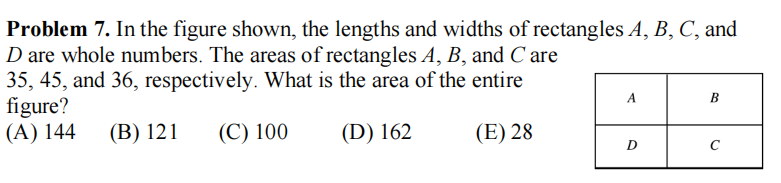 Problem 7. In the figure shown, the lengths and widths of rectangles A, B, C, and
D are whole numbers. The areas of rectangles A, B, and C are
35, 45, and 36, respectively. What is the area of the entire
figure?
(A) 144 (B) 121 (C) 100 (D) 162 (E) 28
A B
D C